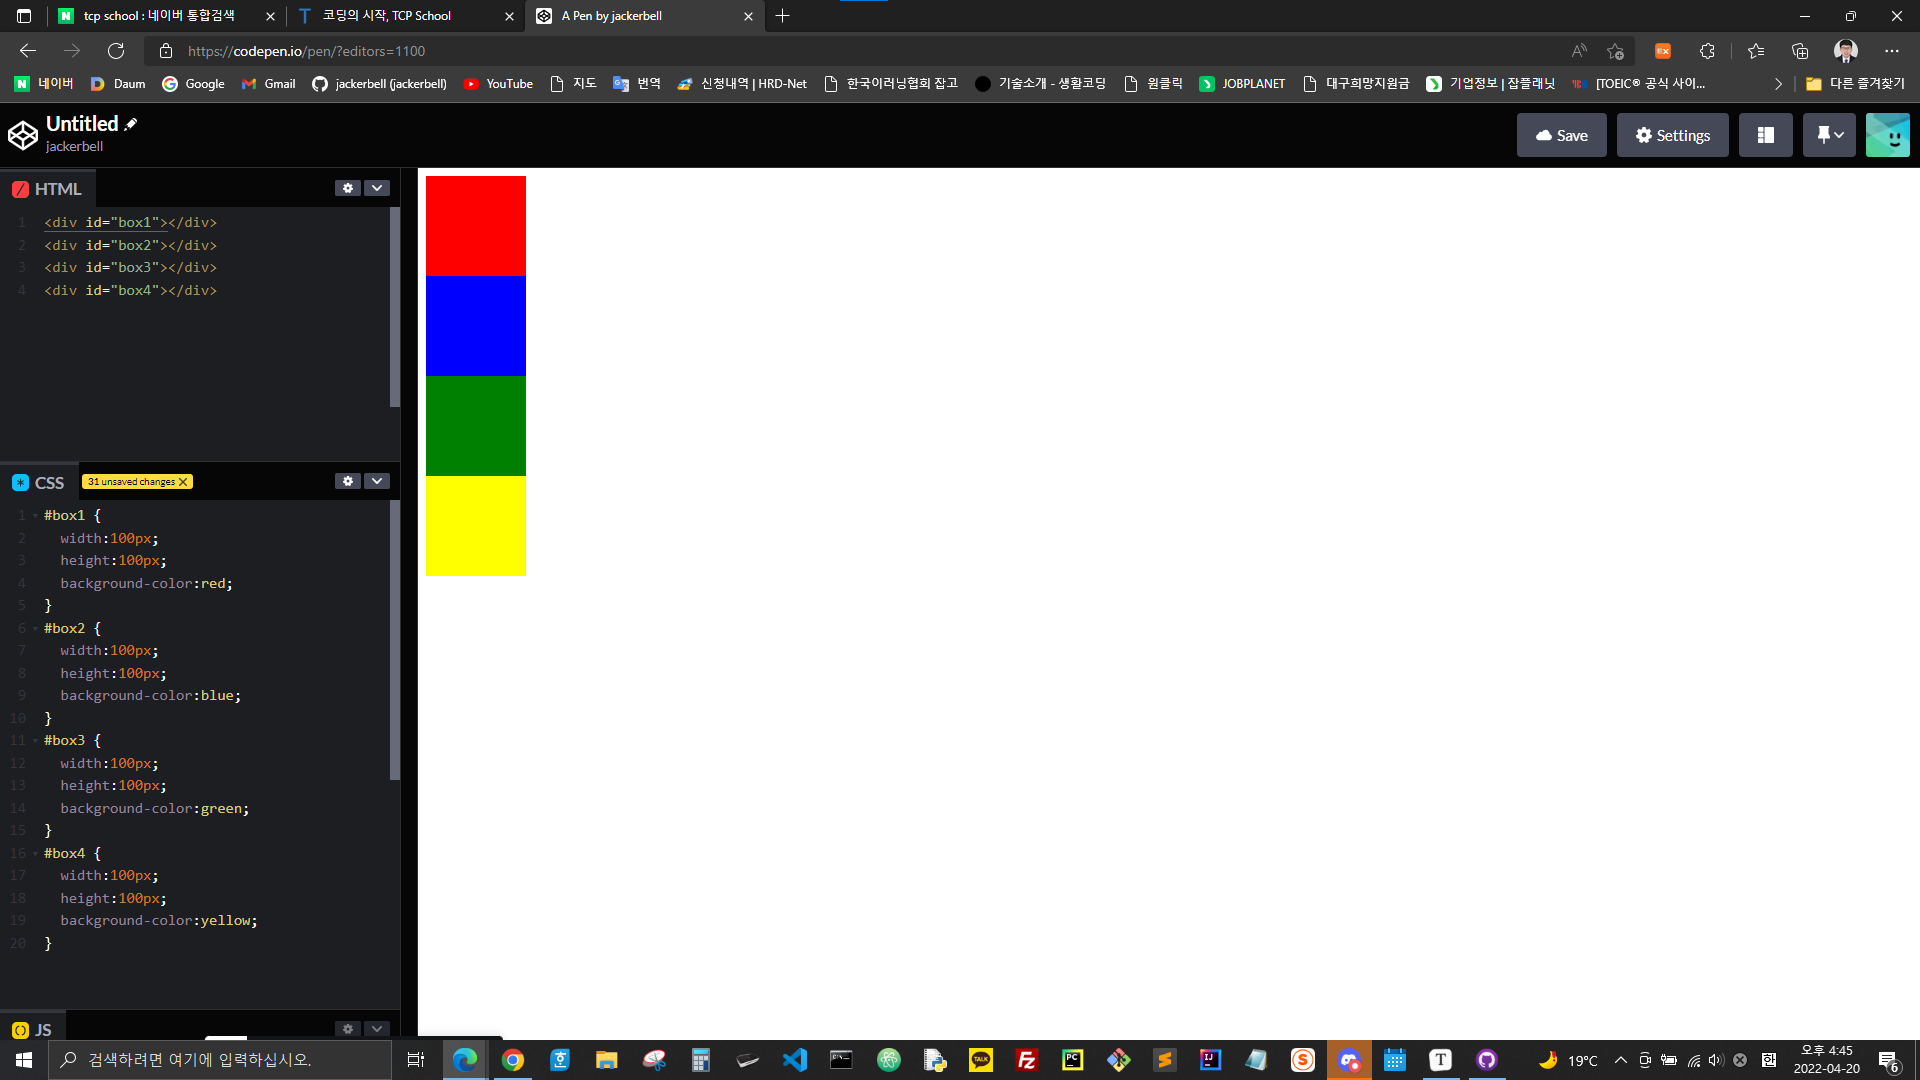 tcp school : 네이버 통합검색
코딩의 시작, TCP School
A Pen by jackerbell
https://codepen.io/pen/?editors=1100
네이버
Daum
Google
Gmail
jackerbell (jackerbell)
YouTube
지도
번역
신청내역 | HRD-Net
한국이러닝협회 잡고
기술소개 - 생활코딩
원클릭
JOBPLANET
대구희망지원금
기업정보 | 잡플래닛
[TOEIC® 공식 사이...
다른 즐겨찾기
Untitled
jackerbell
Save
Settings
HTML
1 <div id="box1"></div>
2 <div id="box2"></div>
3 <div id="box3"></div>
4 <div id="box4"></div>
CSS
31 unsaved changes
1 #box1 {
2 width:100px;
3 height:100px;
4 background-color:red;
5 }
6 #box2 {
7 width:100px;
8 height:100px;
9 background-color:blue;
10 }
11 #box3 {
12 width:100px;
13 height:100px;
14 background-color:green;
15 }
16 #box4 {
17 width:100px;
18 height:100px;
19 background-color:yellow;
20 }
JS
검색하려면 여기에 입력하십시오.
19°C
오후 4:45
2022-04-20
6